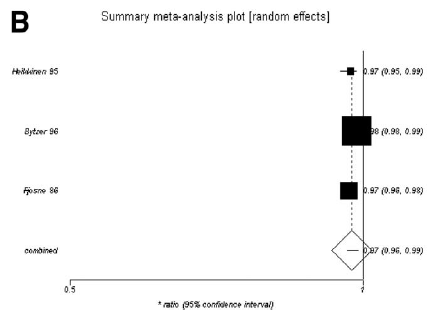 B
Summary meta-analysis plot [random effects]
Heikkinen 95 0.97 (0.95, 0.99)
Bytzer 96 98 (0.98, 0.99)
Fjosne 86 0.97 (0.96, 0.98)
combined 0.97 (0.96, 0.99)
0.5 1
* ratio (95% confidence interval)